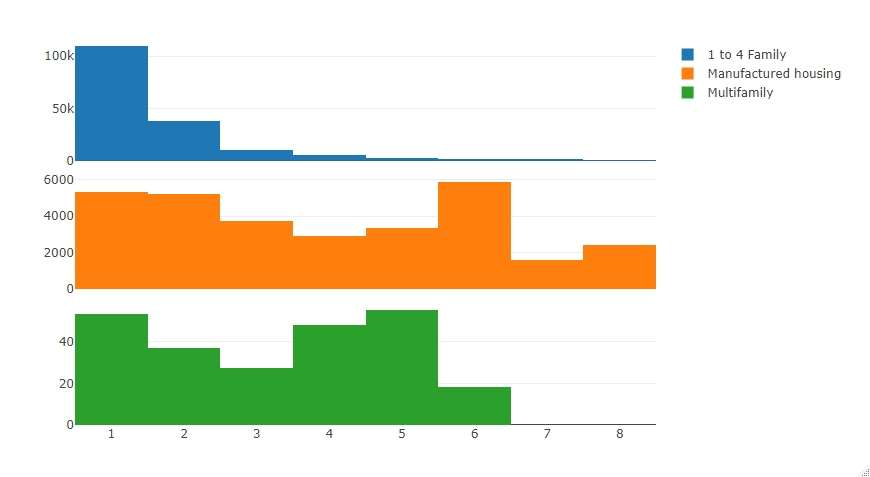 100k
50k
0
6000
4000
2000
0
40
20
0
1 2 3 4 5 6 7 8
1 to 4 Family
Manufactured housing
Multifamily